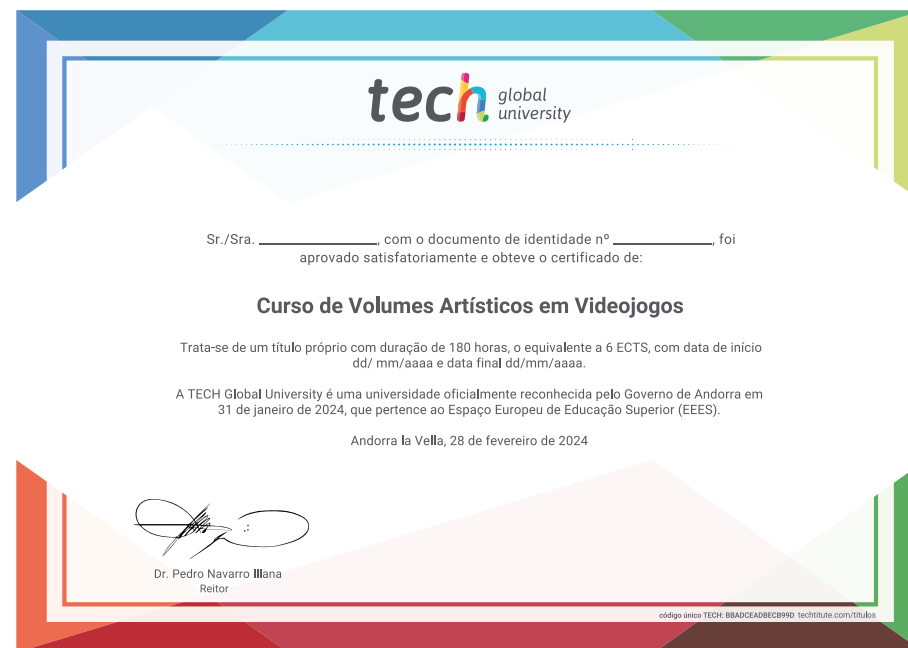 tech global university
Sr./Sra. ______________, com o documento de identidade nº ____________, foi
aprovado satisfatoriamente e obteve o certificado de:
Curso de Volumes Artísticos em Videojogos
Trata-se de um título próprio com duração de 180 horas, o equivalente a 6 ECTS, com data de início
dd/ mm/aaaa e data final dd/mm/aaaa.
A TECH Global University é uma universidade oficialmente reconhecida pelo Governo de Andorra em
31 de janeiro de 2024, que pertence ao Espaço Europeu de Educação Superior (EEES).
Andorra la Vella, 28 de fevereiro de 2024
Dr. Pedro Navarro Illana
Reitor
código único TECH: BBADCEADBECB99D techtitute.com/titulos